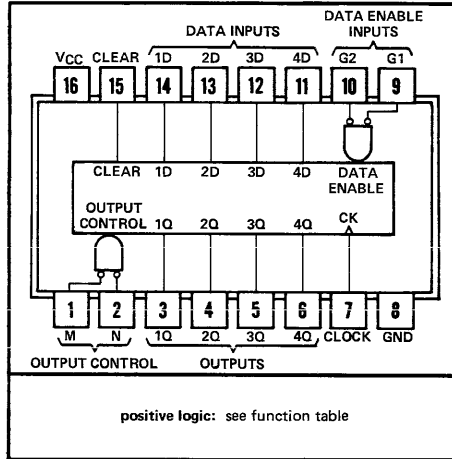 DATA INPUTS
DATA ENABLE
INPUTS
VCC CLEAR 1D 2D 3D 4D G2 G1
16 15 14 13 12 11 10 9
CLEAR 1D 2D 3D 4D DATA
ENABLE
OUTPUT
CONTROL 1Q 2Q 3Q 4Q CK
1 2 3 4 5 6 7 8
M N 1Q 2Q 3Q 4Q CLOCK GND
OUTPUT CONTROL OUTPUTS
positive logic: see function table